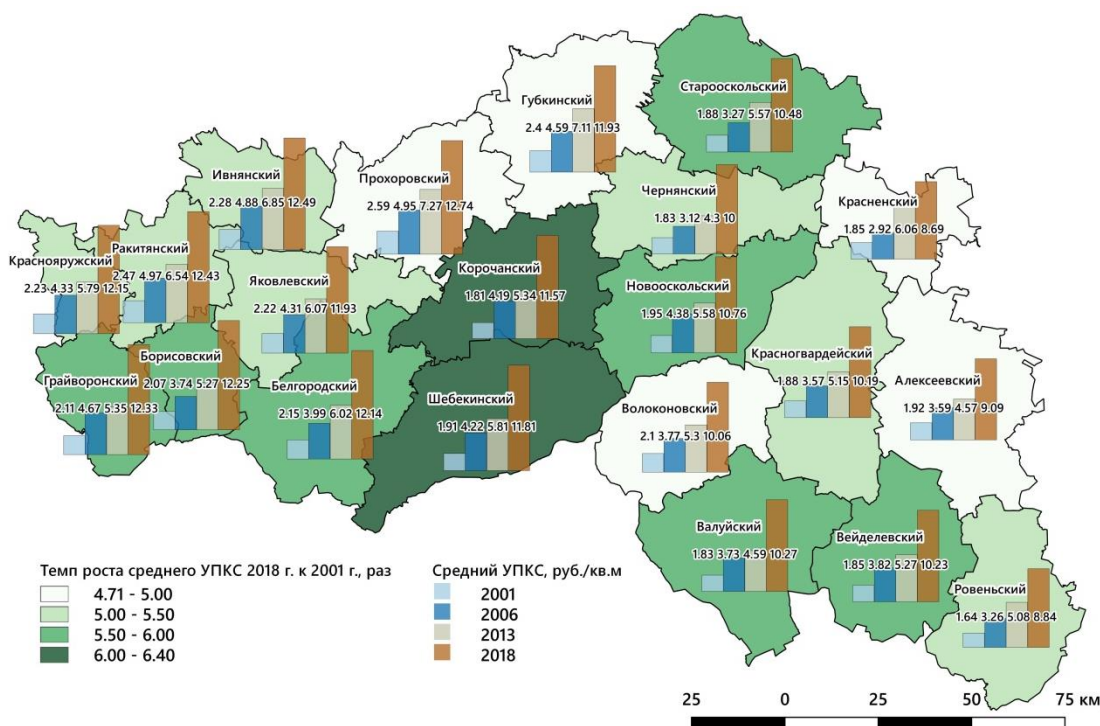 Старооскольский
1.88 3.27 5.57 10.48
Губкинский
2.4 4.59 7.11 11.93
Ивнянский
2.28 4.88 6.85 12.49
Прохоровский
2.59 4.95 7.27 12.74
Чернянский
1.83 3.12 4.3 10
Красненский
1.85 2.92 6.06 8.69
Ракитянский
2.47 4.97 6.54 12.43
Краснояружский
2.23 4.33 5.79 12.15
Яковлевский
2.22 4.31 6.07 11.93
Корочанский
1.81 4.19 5.34 11.57
Новооскольский
1.95 4.38 5.58 10.76
Борисовский
2.07 3.74 5.27 12.25
Грайворонский
2.11 4.67 5.35 12.33
Белгородский
2.15 3.99 6.02 12.14
Шебекинский
1.91 4.22 5.81 11.81
Красногвардейский
1.88 3.57 5.15 10.19
Алексеевский
1.92 3.59 4.57 9.09
Волоконовский
2.1 3.77 5.3 10.06
Валуйский
1.83 3.73 4.59 10.27
Вейделевский
1.85 3.82 5.27 10.23
Ровеньский
1.64 3.26 5.08 8.84
Темп роста среднего УПКС 2018 г. к 2001 г., раз
4.71 - 5.00
5.00 - 5.50
5.50 - 6.00
6.00 - 6.40
Средний УПКС, руб./кв.м
2001
2006
2013
2018
25 0 25 50 75 км